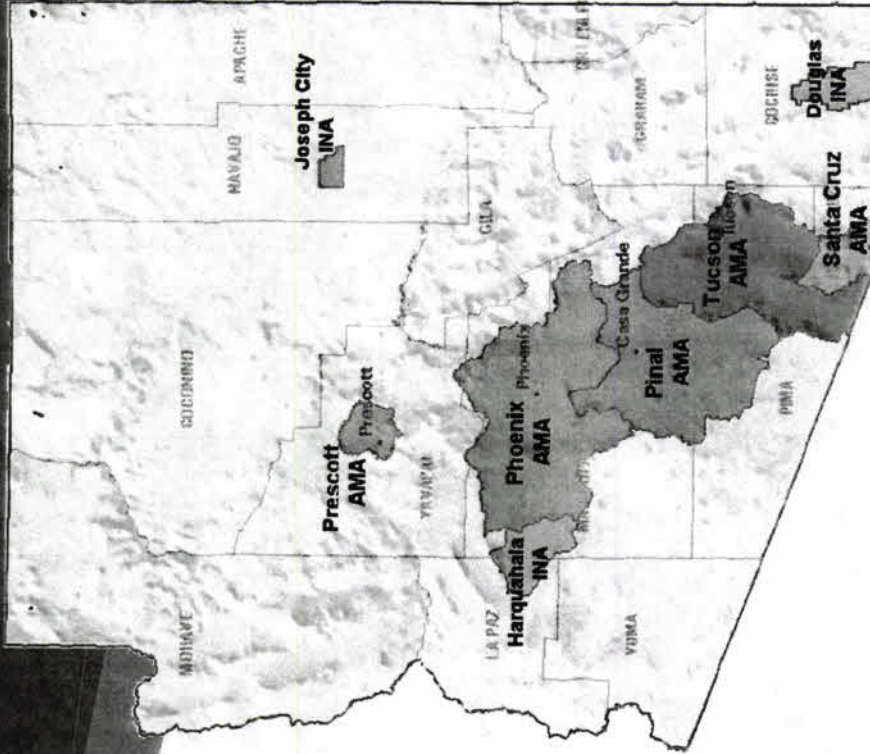 APACHE
NAVAJO
COCONINO
MOHAVE
Joseph City
INA
Prescott
AMA
Prescott
YAVAPAI
GILA
GRAHAM
COCHISE
Douglas
INA
LA PAZ
Harquahala
INA
Phoenix
AMA
Phoenix
Casa Grande
Pinal
AMA
Tucson
AMA
Tucson
Santa Cruz
AMA
PIMA
YUMA